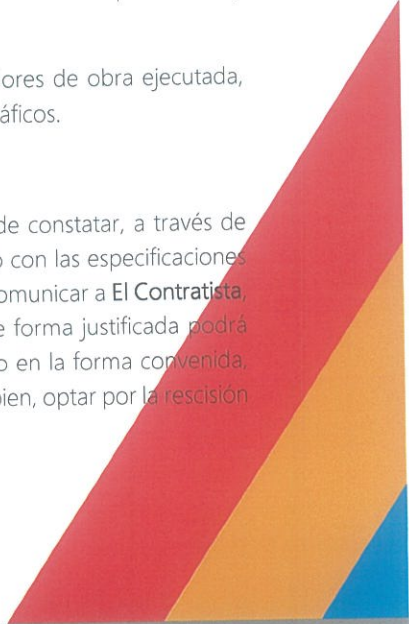 ores de obra ejecutada,
áficos.
de constatar, a través de
o con las especificaciones
omunicar a El Contratista,
e forma justificada podrá
o en la forma convenida,
bien, optar por la rescisión